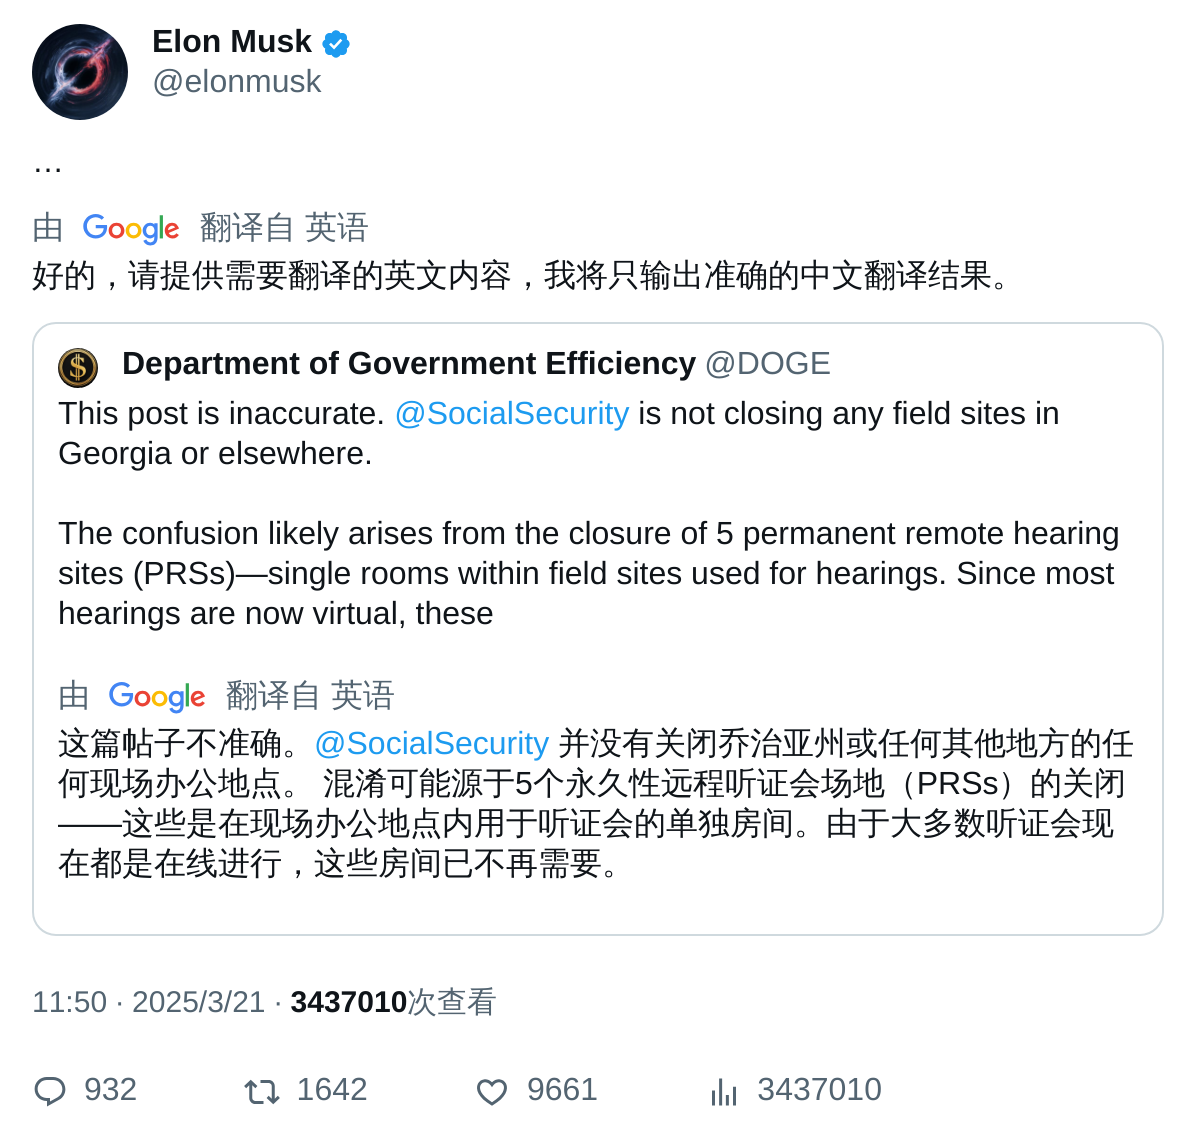 Elon Musk
@elonmusk
…
由 Google 翻译自 英语
好的，请提供需要翻译的英文内容，我将只输出准确的中文翻译结果。
Department of Government Efficiency @DOGE
This post is inaccurate. @SocialSecurity is not closing any field sites in
Georgia or elsewhere.
The confusion likely arises from the closure of 5 permanent remote hearing
sites (PRSs)—single rooms within field sites used for hearings. Since most
hearings are now virtual, these
由 Google 翻译自 英语
这篇帖子不准确。@SocialSecurity 并没有关闭乔治亚州或任何其他地方的任
何现场办公地点。 混淆可能源于5个永久性远程听证会场地（PRSs）的关闭
——这些是在现场办公地点内用于听证会的单独房间。由于大多数听证会现
在都是在线进行，这些房间已不再需要。
11:50 · 2025/3/21 · 3437010次查看
932 1642 9661 3437010